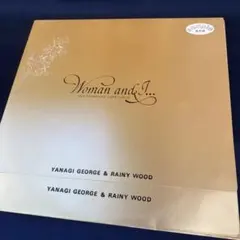 Woman and I...
YANAGI GEORGE & RAINY WOOD
YANAGI GEORGE & RAINY WOOD